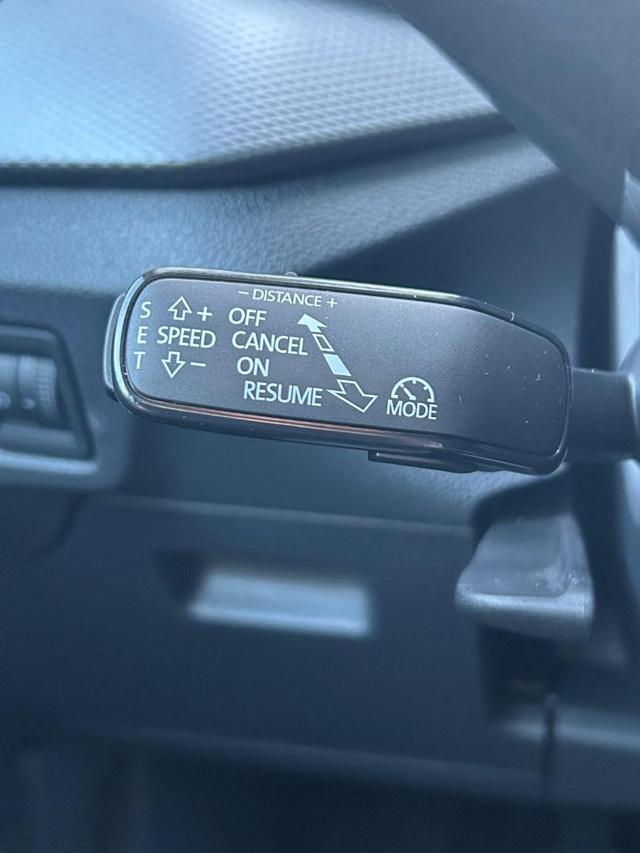 - DISTANCE +
S E T
+
SPEED
-
OFF
CANCEL
ON
RESUME
MODE